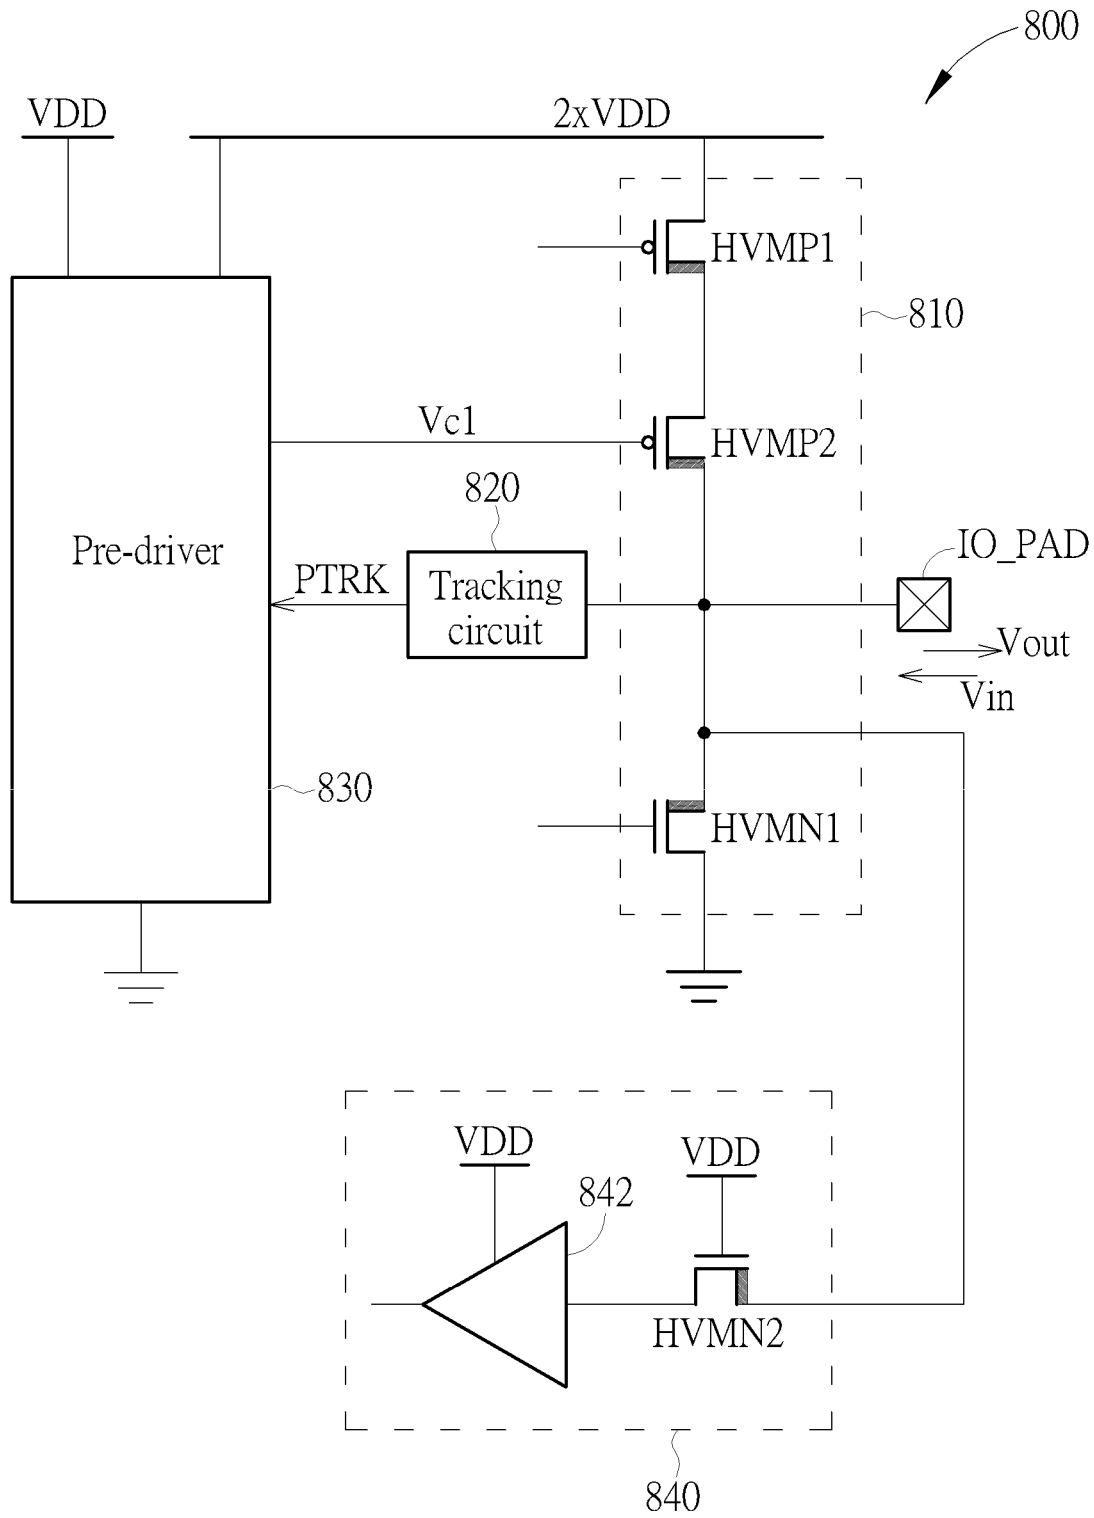 800
VDD
2xVDD
HVMP1
810
Vc1
HVMP2
820
IO_PAD
Pre-driver
PTRK
Tracking
circuit
Vout
Vin
830
HVMN1
VDD
VDD
842
HVMN2
840